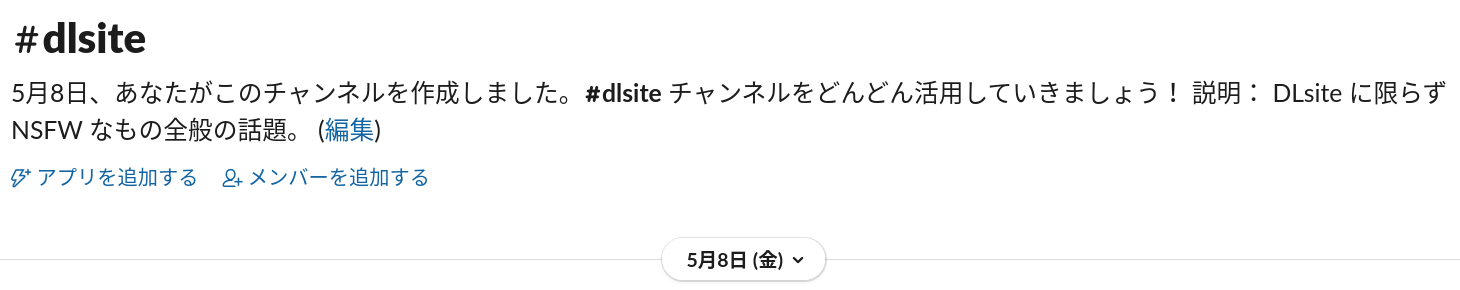 #dlsite
5月8日、あなたがこのチャンネルを作成しました。#dlsite チャンネルをどんどん活用していきましょう！ 説明： DLsite に限らず
NSFW なもの全般の話題。 (編集)
アプリを追加する メンバーを追加する
5月8日 (金)